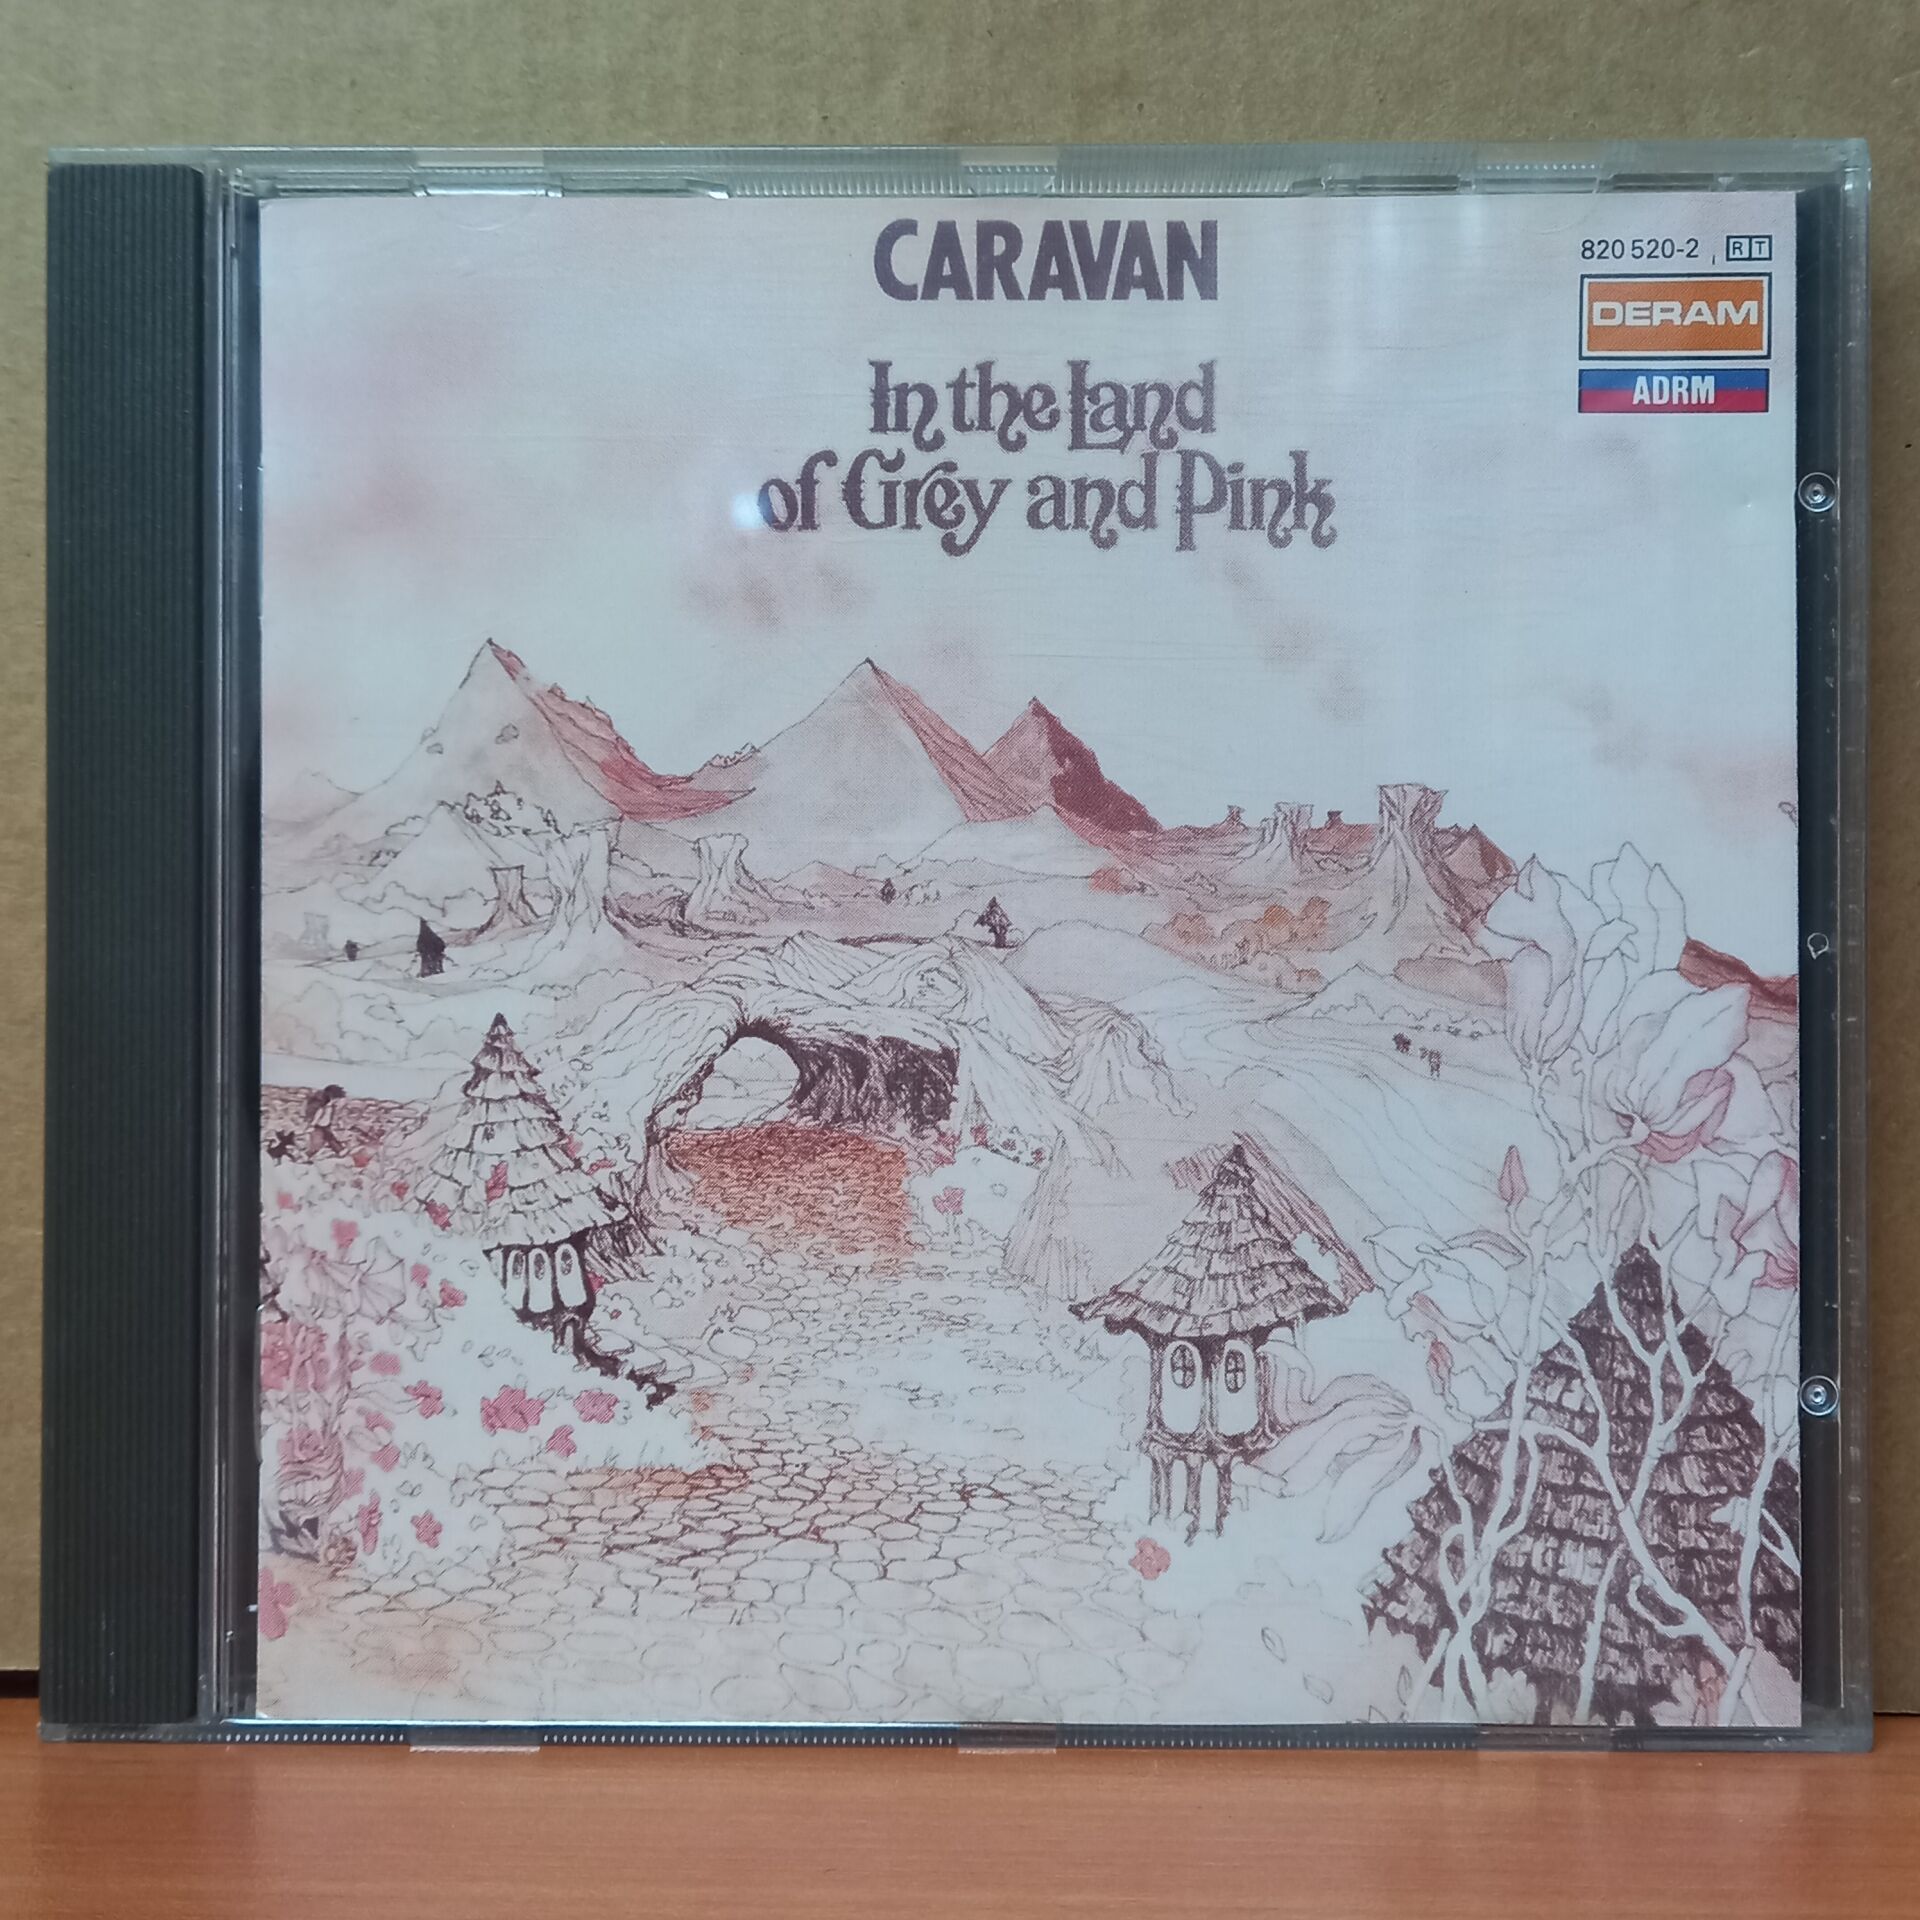 CARAVAN
820 520-2 RT
DERAM
ADRM
In the Land
of Grey and Pink